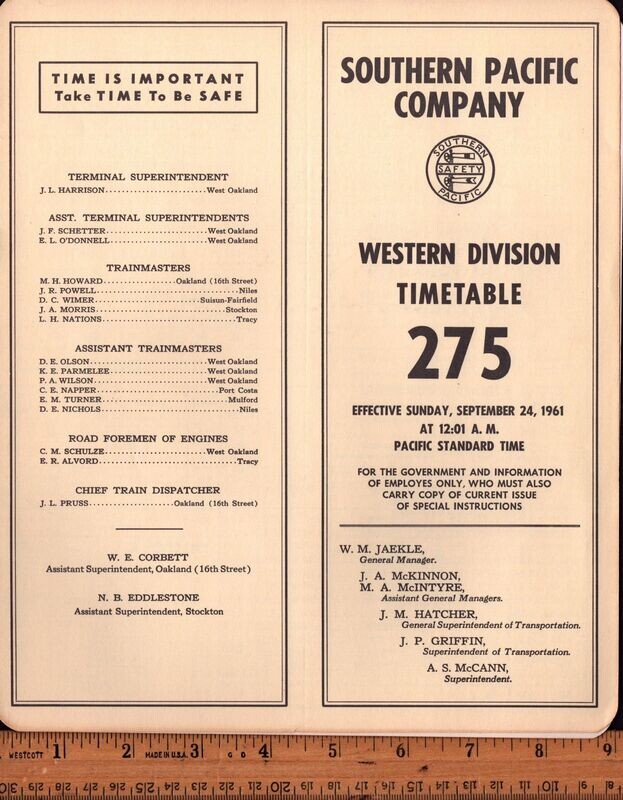 TIME IS IMPORTANT
Take TIME To Be SAFE
TERMINAL SUPERINTENDENT
J. L. HARRISON West Oakland
ASST. TERMINAL SUPERINTENDENTS
J. F. SCHETTER West Oakland
E. L. O'DONNELL West Oakland
TRAINMASTERS
M. H. HOWARD Oakland (16th Street)
J. R. POWELL Niles
D. C. WIMER Suisun-Fairfield
J. A. MORRIS Stockton
L. H. NATIONS Tracy
ASSISTANT TRAINMASTERS
D. E. OLSON West Oakland
K. E. PARMELEE West Oakland
P. A. WILSON West Oakland
C. E. NAPPER Port Costa
E. M. TURNER Mulford
D. E. NICHOLS Niles
ROAD FOREMEN OF ENGINES
C. M. SCHULZE West Oakland
E. R. ALVORD Tracy
CHIEF TRAIN DISPATCHER
J. L. PRUSS Oakland (16th Street)
W. E. CORBETT
Assistant Superintendent, Oakland (16th Street)
N. B. EDDLESTONE
Assistant Superintendent, Stockton
SOUTHERN PACIFIC
COMPANY
SOUTHERN
SAFETY
PACIFIC
WESTERN DIVISION
TIMETABLE
275
EFFECTIVE SUNDAY, SEPTEMBER 24, 1961
AT 12:01 A. M.
PACIFIC STANDARD TIME
FOR THE GOVERNMENT AND INFORMATION
OF EMPLOYES ONLY, WHO MUST ALSO
CARRY COPY OF CURRENT ISSUE
OF SPECIAL INSTRUCTIONS
W. M. JAEKLE,
General Manager.
J. A. McKINNON,
M. A. McINTYRE,
Assistant General Managers.
J. M. HATCHER,
General Superintendent of Transportation.
J. P. GRIFFIN,
Superintendent of Transportation.
A. S. McCANN,
Superintendent.
1 2 3 4 5 6 7 8 9
WESTCOTT MADE IN U.S.A.